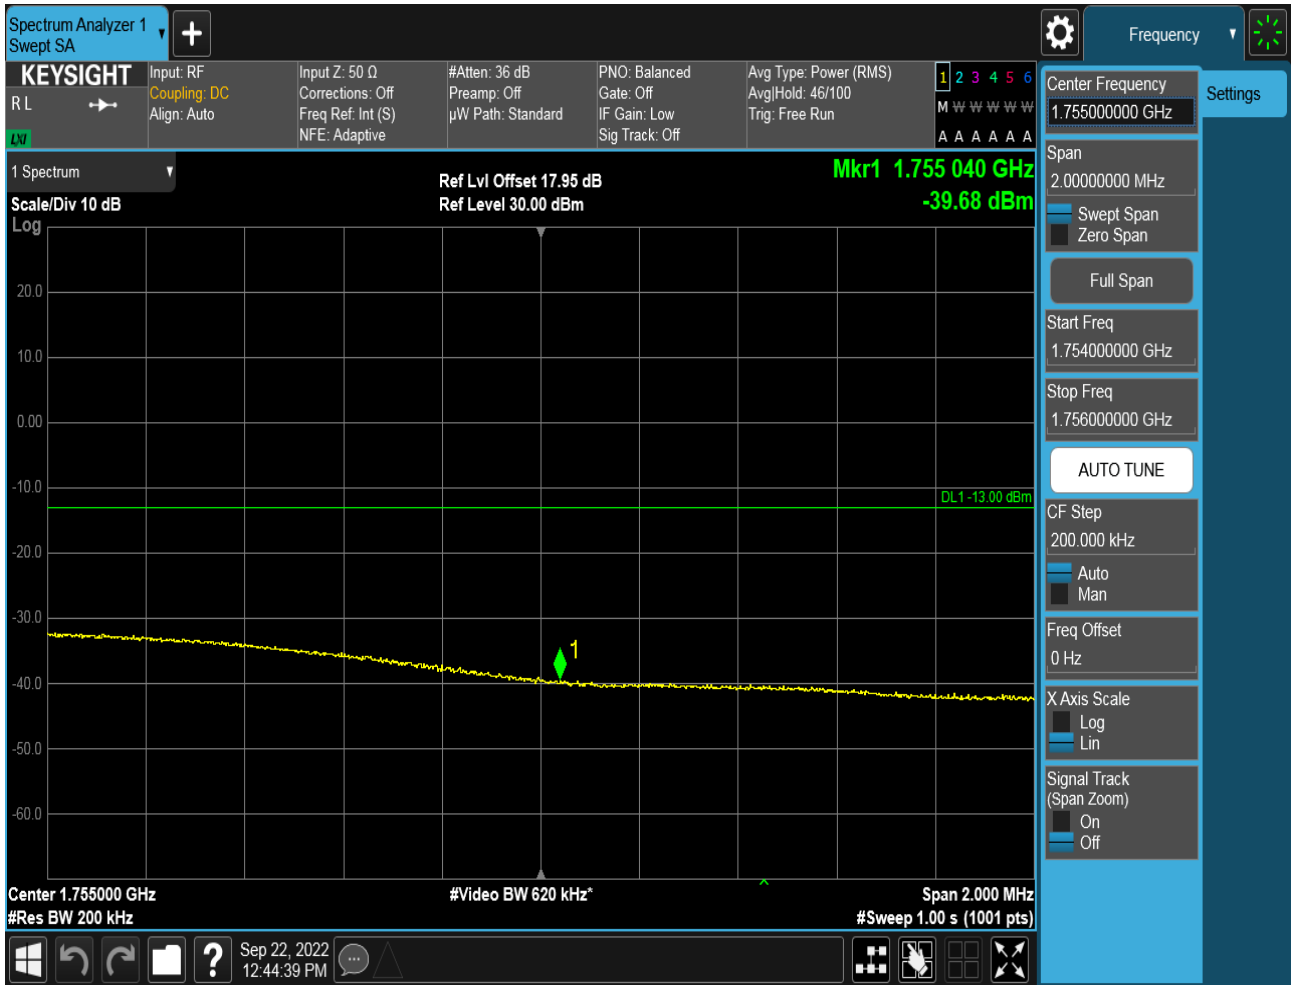 Spectrum Analyzer 1
Swept SA
Frequency
KEYSIGHT
R L
LXI
Input: RF
Coupling: DC
Align: Auto
Input Z: 50 Ω
Corrections: Off
Freq Ref: Int (S)
NFE: Adaptive
#Atten: 36 dB
Preamp: Off
µW Path: Standard
PNO: Balanced
Gate: Off
IF Gain: Low
Sig Track: Off
Avg Type: Power (RMS)
Avg|Hold: 46/100
Trig: Free Run
1 2 3 4 5 6
M W W W W W
A A A A A A
1 Spectrum
Scale/Div 10 dB
Log
Ref Lvl Offset 17.95 dB
Ref Level 30.00 dBm
Mkr1 1.755 040 GHz
-39.68 dBm
20.0
10.0
0.00
-10.0
DL1 -13.00 dBm
-20.0
-30.0
1
-40.0
-50.0
-60.0
Center 1.755000 GHz
#Video BW 620 kHz*
Span 2.000 MHz
#Res BW 200 kHz
#Sweep 1.00 s (1001 pts)
?
Sep 22, 2022
12:44:39 PM
Center Frequency
1.755000000 GHz
Settings
Span
2.00000000 MHz
Swept Span
Zero Span
Full Span
Start Freq
1.754000000 GHz
Stop Freq
1.756000000 GHz
AUTO TUNE
CF Step
200.000 kHz
Auto
Man
Freq Offset
0 Hz
X Axis Scale
Log
Lin
Signal Track
(Span Zoom)
On
Off